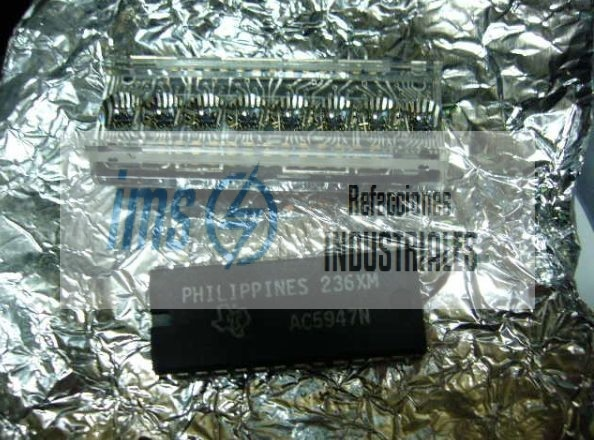 ims
Refacciones
INDUSTRIALES
PHILIPPINES 236XM
AC5947N